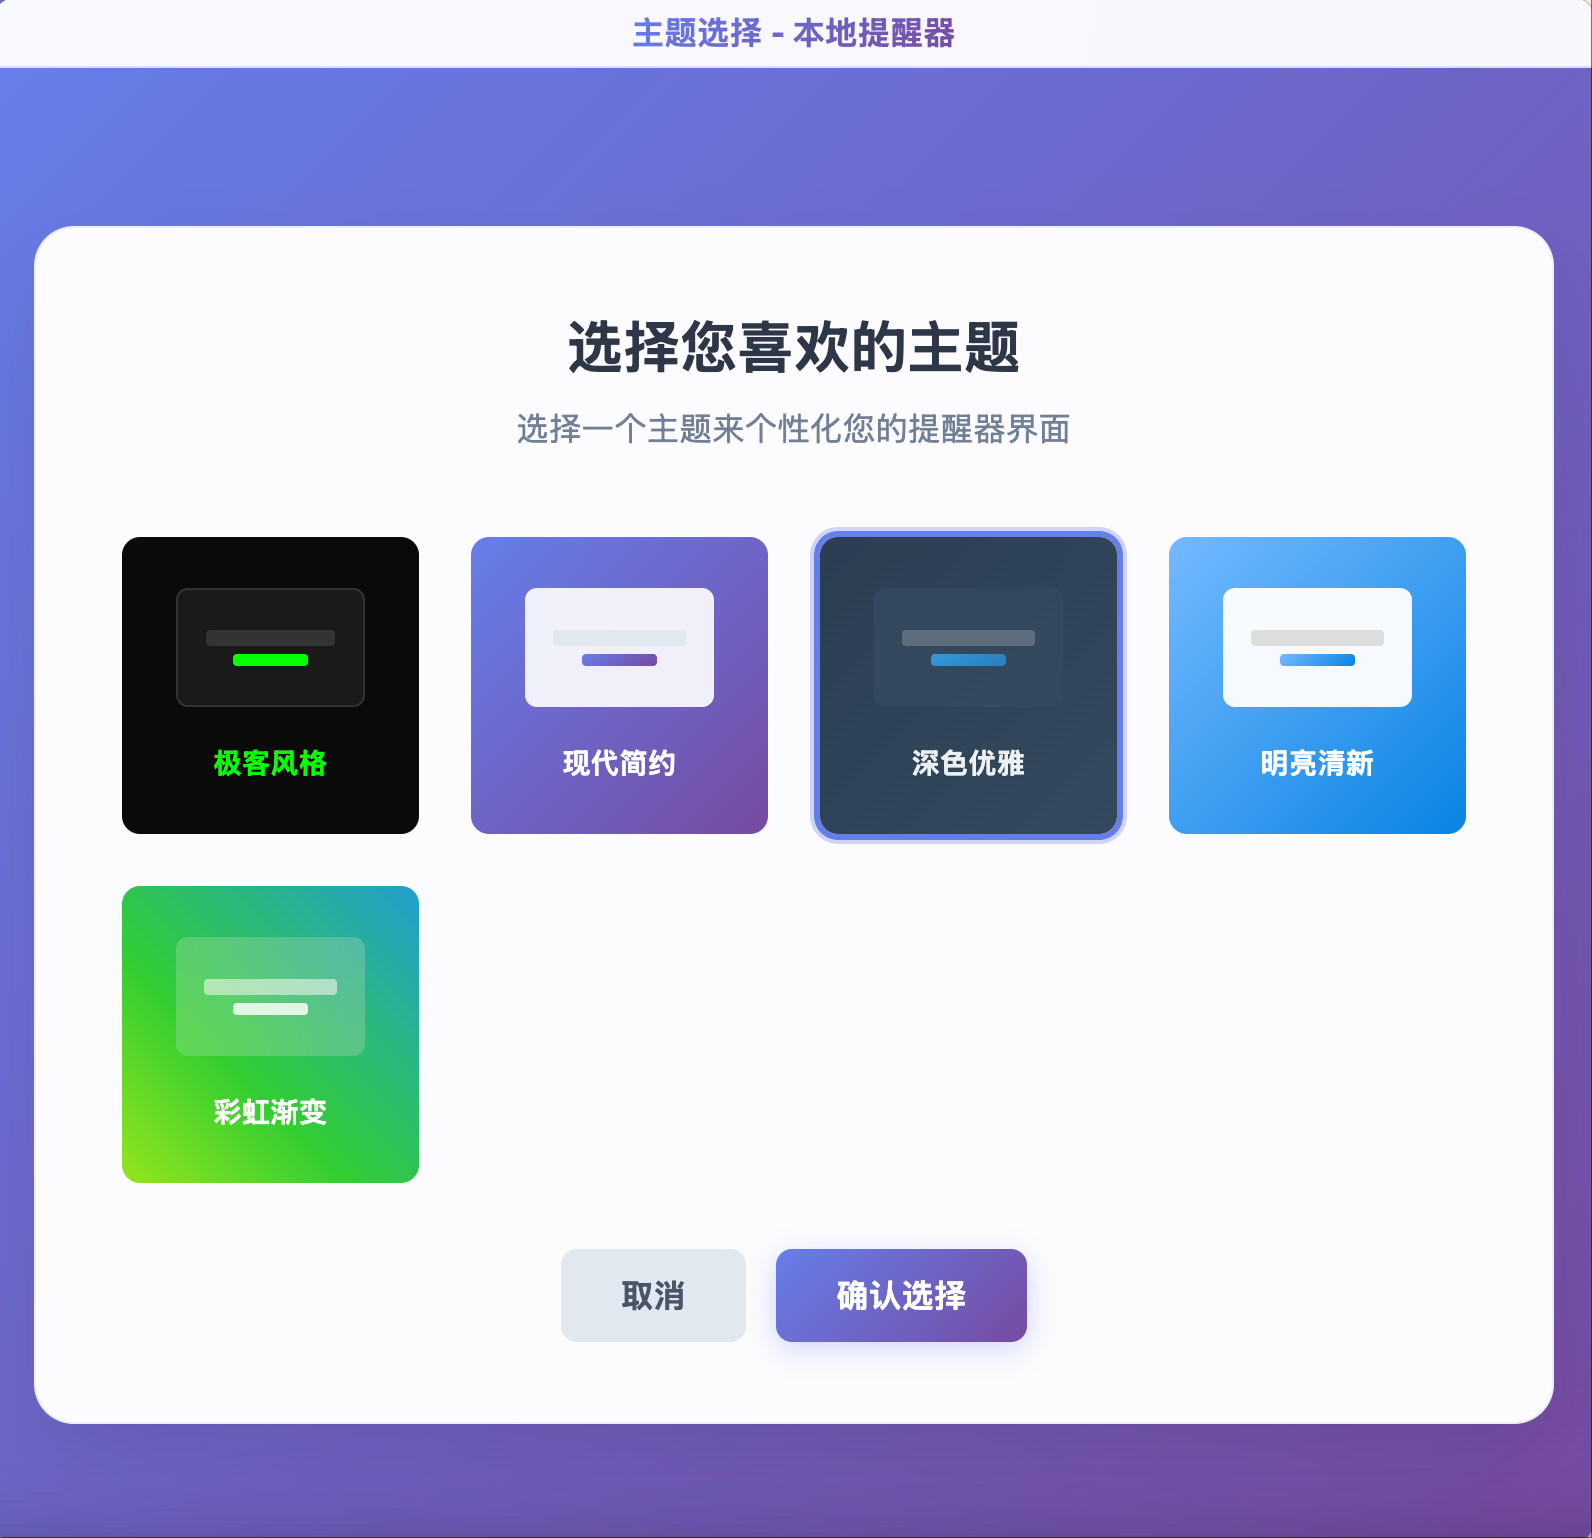 主题选择 - 本地提醒器
选择您喜欢的主题
选择一个主题来个性化您的提醒器界面
极客风格
现代简约
深色优雅
明亮清新
彩虹渐变
取消
确认选择